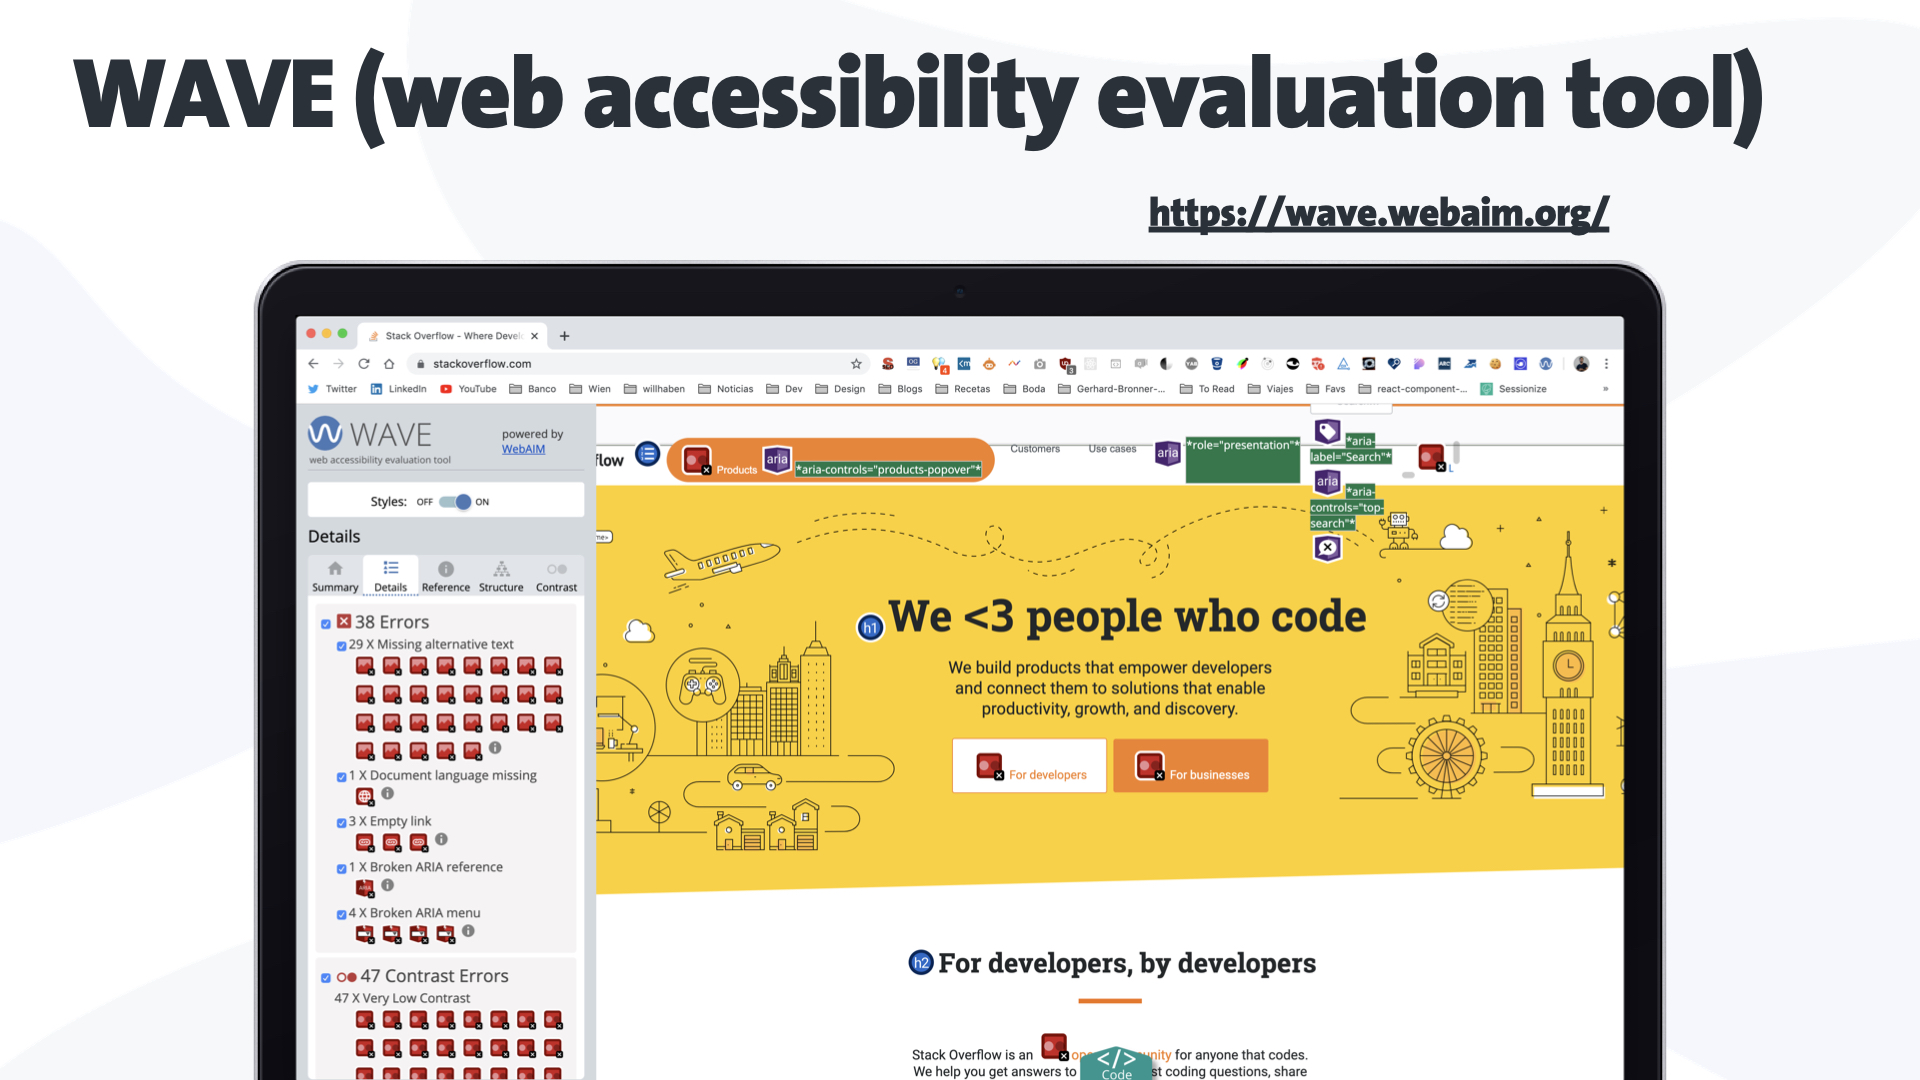 WAVE (web accessibility evaluation tool)
https://wave.webaim.org/
Stack Overflow - Where Devel
stackoverflow.com
Twitter LinkedIn YouTube Banco Wien willhaben Noticias Dev Design Blogs Recetas Boda Gerhard-Bronner-... To Read Viajes Favs react-component-... Sessionize »
WAVE
web accessibility evaluation tool
powered by
WebAIM
Styles: OFF ON
Details
Summary Details Reference Structure Contrast
38 Errors
29 X Missing alternative text
1 X Document language missing
3 X Empty link
1 X Broken ARIA reference
4 X Broken ARIA menu
47 Contrast Errors
47 X Very Low Contrast
flow
Products aria *aria-controls="products-popover"*
Customers
Use cases
aria *role="presentation"*
*aria-
label="Search"*
aria *aria-
controls="top-
search"*
L
h1 We <3 people who code
We build products that empower developers
and connect them to solutions that enable
productivity, growth, and discovery.
For developers
For businesses
h2 For developers, by developers
Stack Overflow is an for anyone that codes.
We help you get answers to st coding questions, share
</> Code